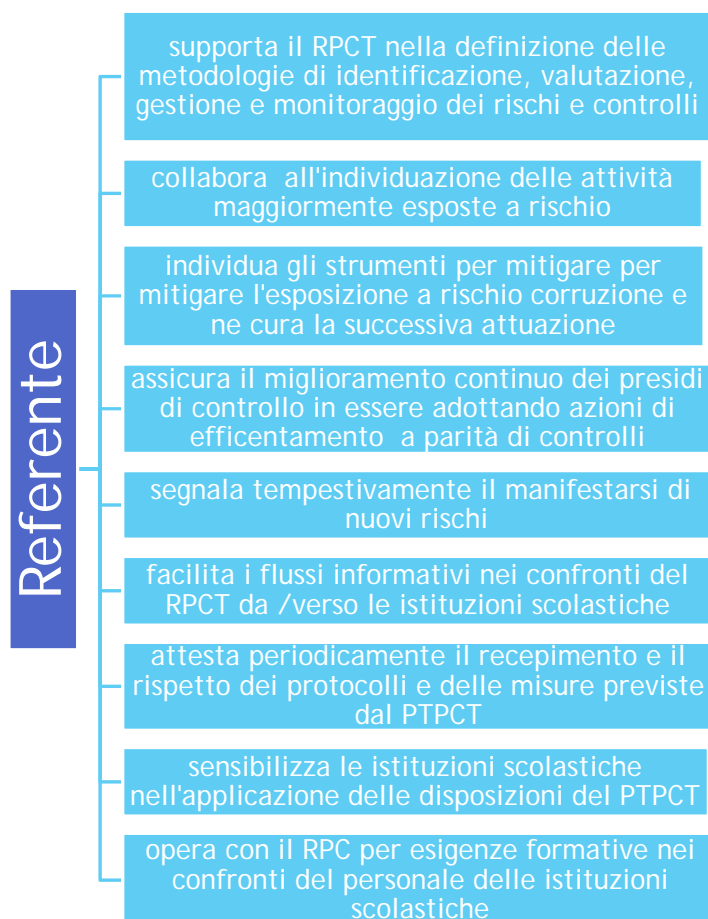 Referente
supporta il RPCT nella definizione delle
metodologie di identificazione, valutazione,
gestione e monitoraggio dei rischi e controlli
collabora all'individuazione delle attività
maggiormente esposte a rischio
individua gli strumenti per mitigare per
mitigare l'esposizione a rischio corruzione e
ne cura la successiva attuazione
assicura il miglioramento continuo dei presidi
di controllo in essere adottando azioni di
efficentamento a parità di controlli
segnala tempestivamente il manifestarsi di
nuovi rischi
facilita i flussi informativi nei confronti del
RPCT da /verso le istituzioni scolastiche
attesta periodicamente il recepimento e il
rispetto dei protocolli e delle misure previste
dal PTPCT
sensibilizza le istituzioni scolastiche
nell'applicazione delle disposizioni del PTPCT
opera con il RPC per esigenze formative nei
confronti del personale delle istituzioni
scolastiche